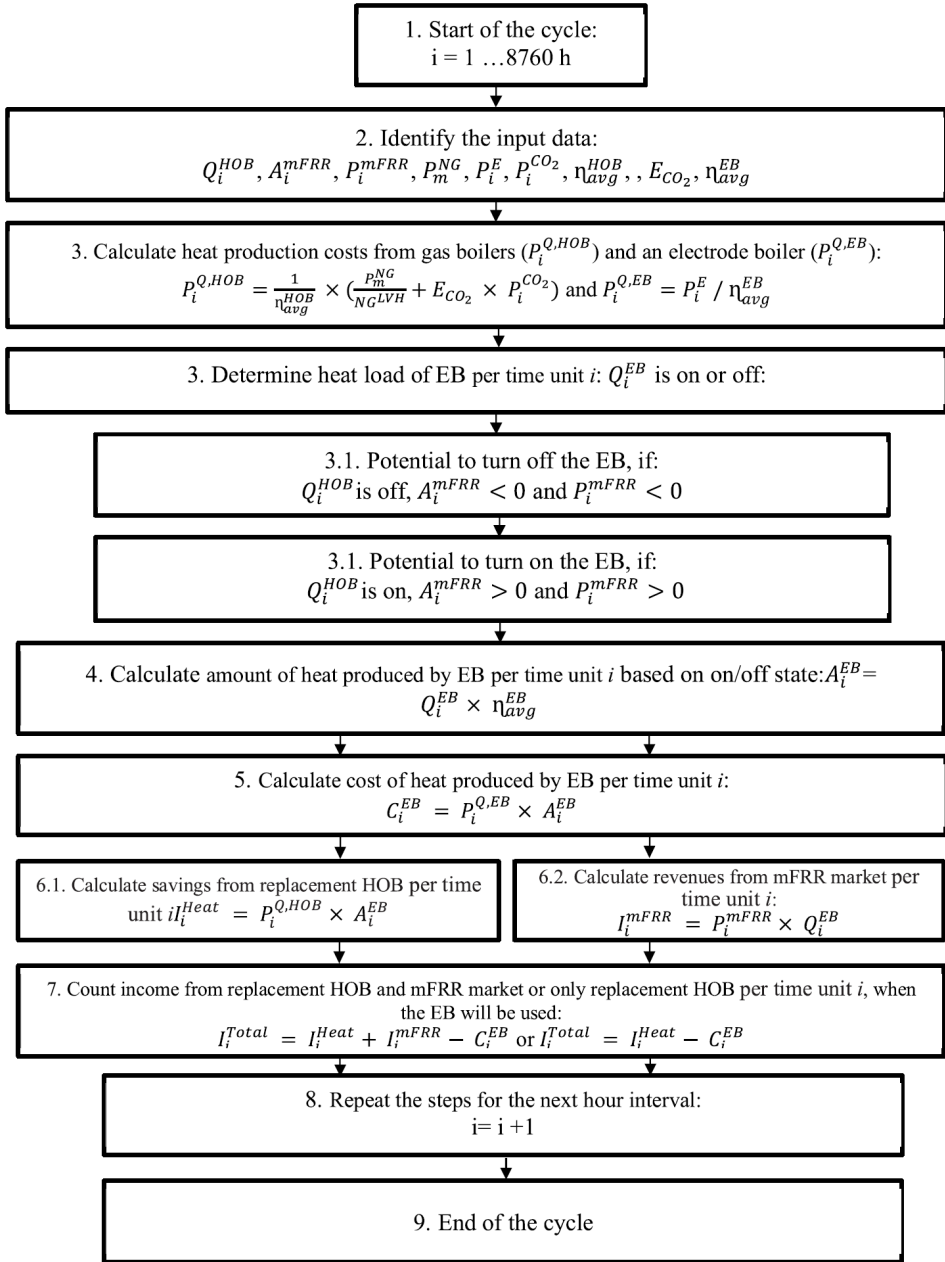 1. Start of the cycle:
i = 1 …8760 h
2. Identify the input data:
Q_i^{HOB}, A_i^{mFRR}, P_i^{mFRR}, P_m^{NG}, P_i^E, P_i^{CO_2}, η_{avg}^{HOB}, , E_{CO_2}, η_{avg}^{EB}
3. Calculate heat production costs from gas boilers (P_i^{Q,HOB}) and an electrode boiler (P_i^{Q,EB}):
P_i^{Q,HOB} = \frac{1}{η_{avg}^{HOB}} × (\frac{P_m^{NG}}{NG^{LVH}} + E_{CO_2} × P_i^{CO_2}) and P_i^{Q,EB} = P_i^E / η_{avg}^{EB}
3. Determine heat load of EB per time unit i: Q_i^{EB} is on or off:
3.1. Potential to turn off the EB, if:
Q_i^{HOB} is off, A_i^{mFRR} < 0 and P_i^{mFRR} < 0
3.1. Potential to turn on the EB, if:
Q_i^{HOB} is on, A_i^{mFRR} > 0 and P_i^{mFRR} > 0
4. Calculate amount of heat produced by EB per time unit i based on on/off state:A_i^{EB}=
Q_i^{EB} × η_{avg}^{EB}
5. Calculate cost of heat produced by EB per time unit i:
C_i^{EB} = P_i^{Q,EB} × A_i^{EB}
6.1. Calculate savings from replacement HOB per time
unit iI_i^{Heat} = P_i^{Q,HOB} × A_i^{EB}
6.2. Calculate revenues from mFRR market per
time unit i:
I_i^{mFRR} = P_i^{mFRR} × Q_i^{EB}
7. Count income from replacement HOB and mFRR market or only replacement HOB per time unit i, when
the EB will be used:
I_i^{Total} = I_i^{Heat} + I_i^{mFRR} − C_i^{EB} or I_i^{Total} = I_i^{Heat} − C_i^{EB}
8. Repeat the steps for the next hour interval:
i= i +1
9. End of the cycle